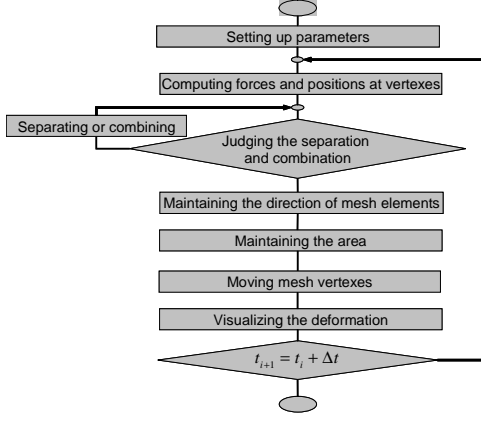 Setting up parameters
Computing forces and positions at vertexes
Separating or combining
Judging the separation
and combination
Maintaining the direction of mesh elements
Maintaining the area
Moving mesh vertexes
Visualizing the deformation
t_{i+1} = t_i + Δt